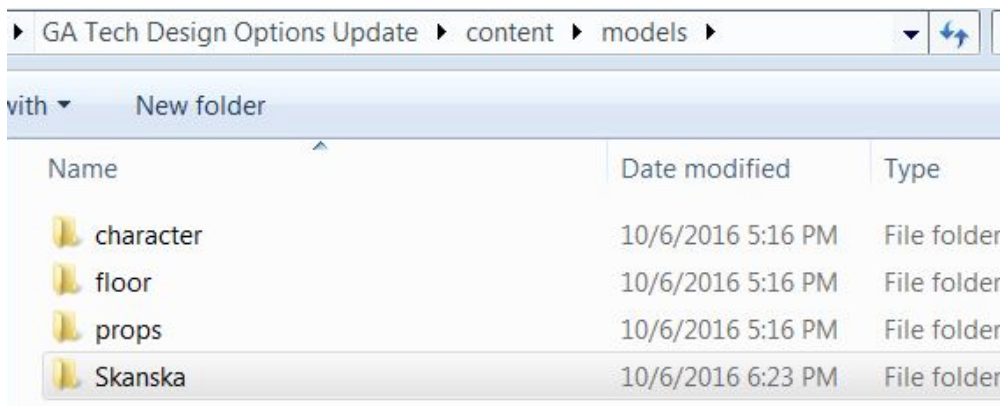 GA Tech Design Options Update content models
with New folder
Name Date modified Type
character 10/6/2016 5:16 PM File folder
floor 10/6/2016 5:16 PM File folder
props 10/6/2016 5:16 PM File folder
Skanska 10/6/2016 6:23 PM File folder